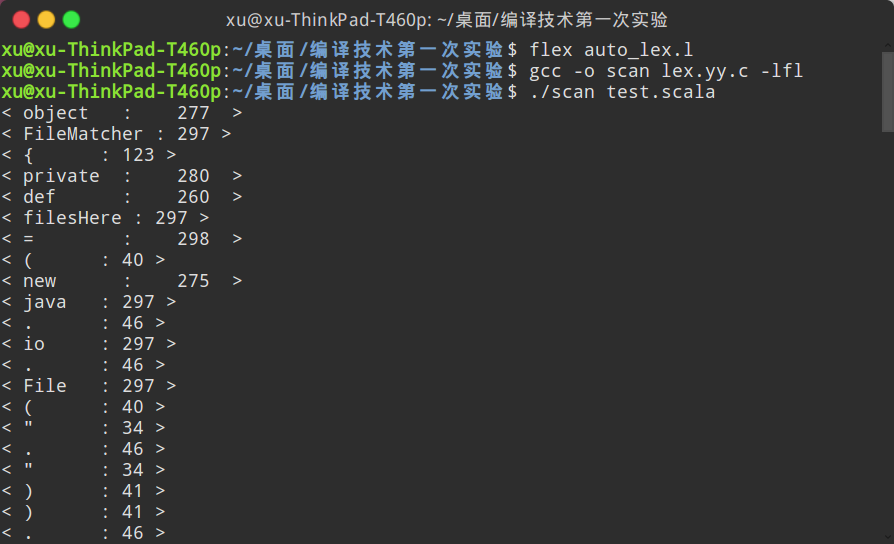 xu@xu-ThinkPad-T460p: ~/桌面/编译技术第一次实验
xu@xu-ThinkPad-T460p:~/桌面/编译技术第一次实验$ flex auto_lex.l
xu@xu-ThinkPad-T460p:~/桌面/编译技术第一次实验$ gcc -o scan lex.yy.c -lfl
xu@xu-ThinkPad-T460p:~/桌面/编译技术第一次实验$ ./scan test.scala
< object   :    277  >
< FileMatcher : 297 >
< {      : 123 >
< private  :    280  >
< def      :    260  >
< filesHere : 297 >
< =        :    298  >
< (      : 40 >
< new      :    275  >
< java   : 297 >
< .      : 46 >
< io     : 297 >
< .      : 46 >
< File   : 297 >
< (      : 40 >
< "      : 34 >
< .      : 46 >
< "      : 34 >
< )      : 41 >
< )      : 41 >
< .      : 46 >